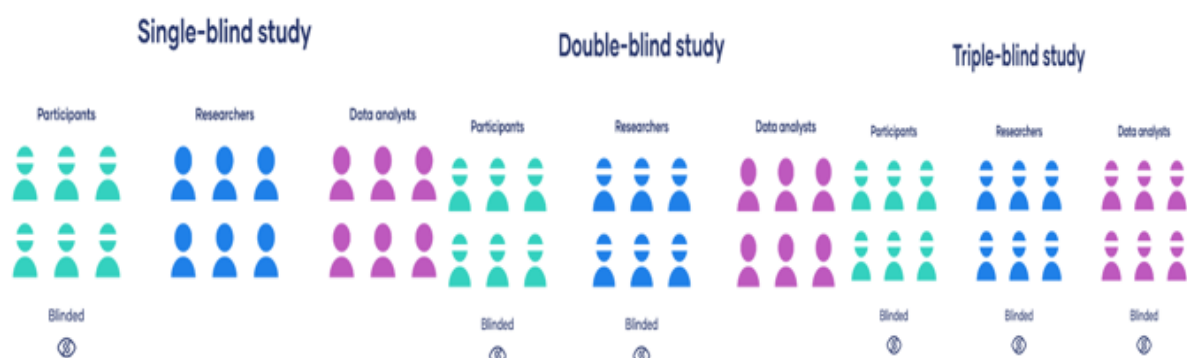 Single-blind study
Participants Researchers Data analysts
Blinded
Double-blind study
Participants Researchers Data analysts
Blinded Blinded
Triple-blind study
Participants Researchers Data analysts
Blinded Blinded Blinded